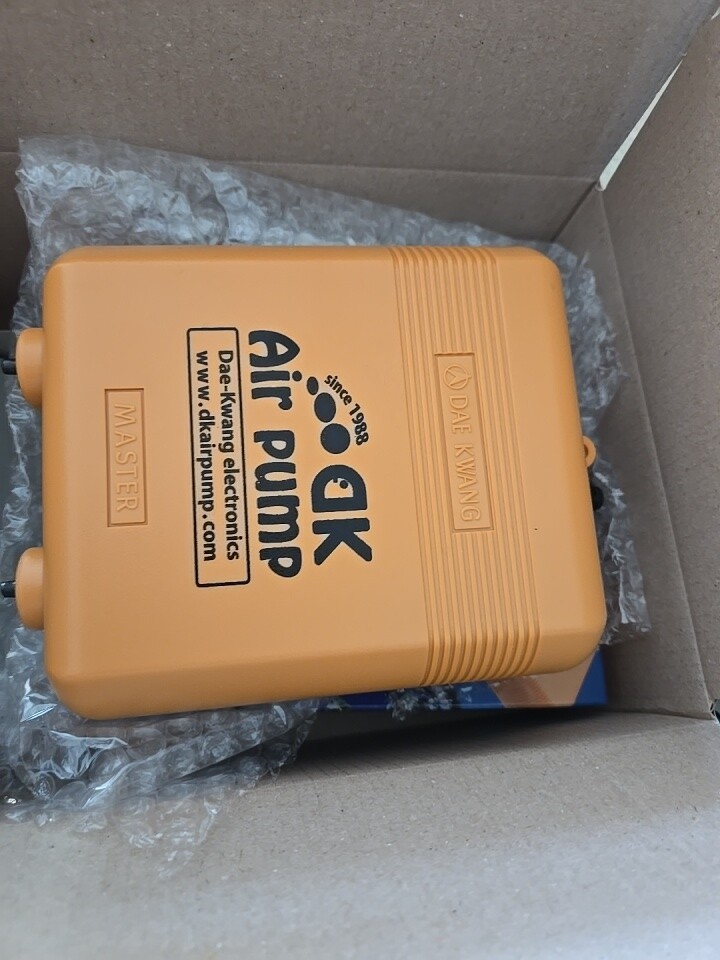 DAE KWANG
since 1988
DK
Air PUMP
Dae-Kwang electronics
www.dkairpump.com
MASTER